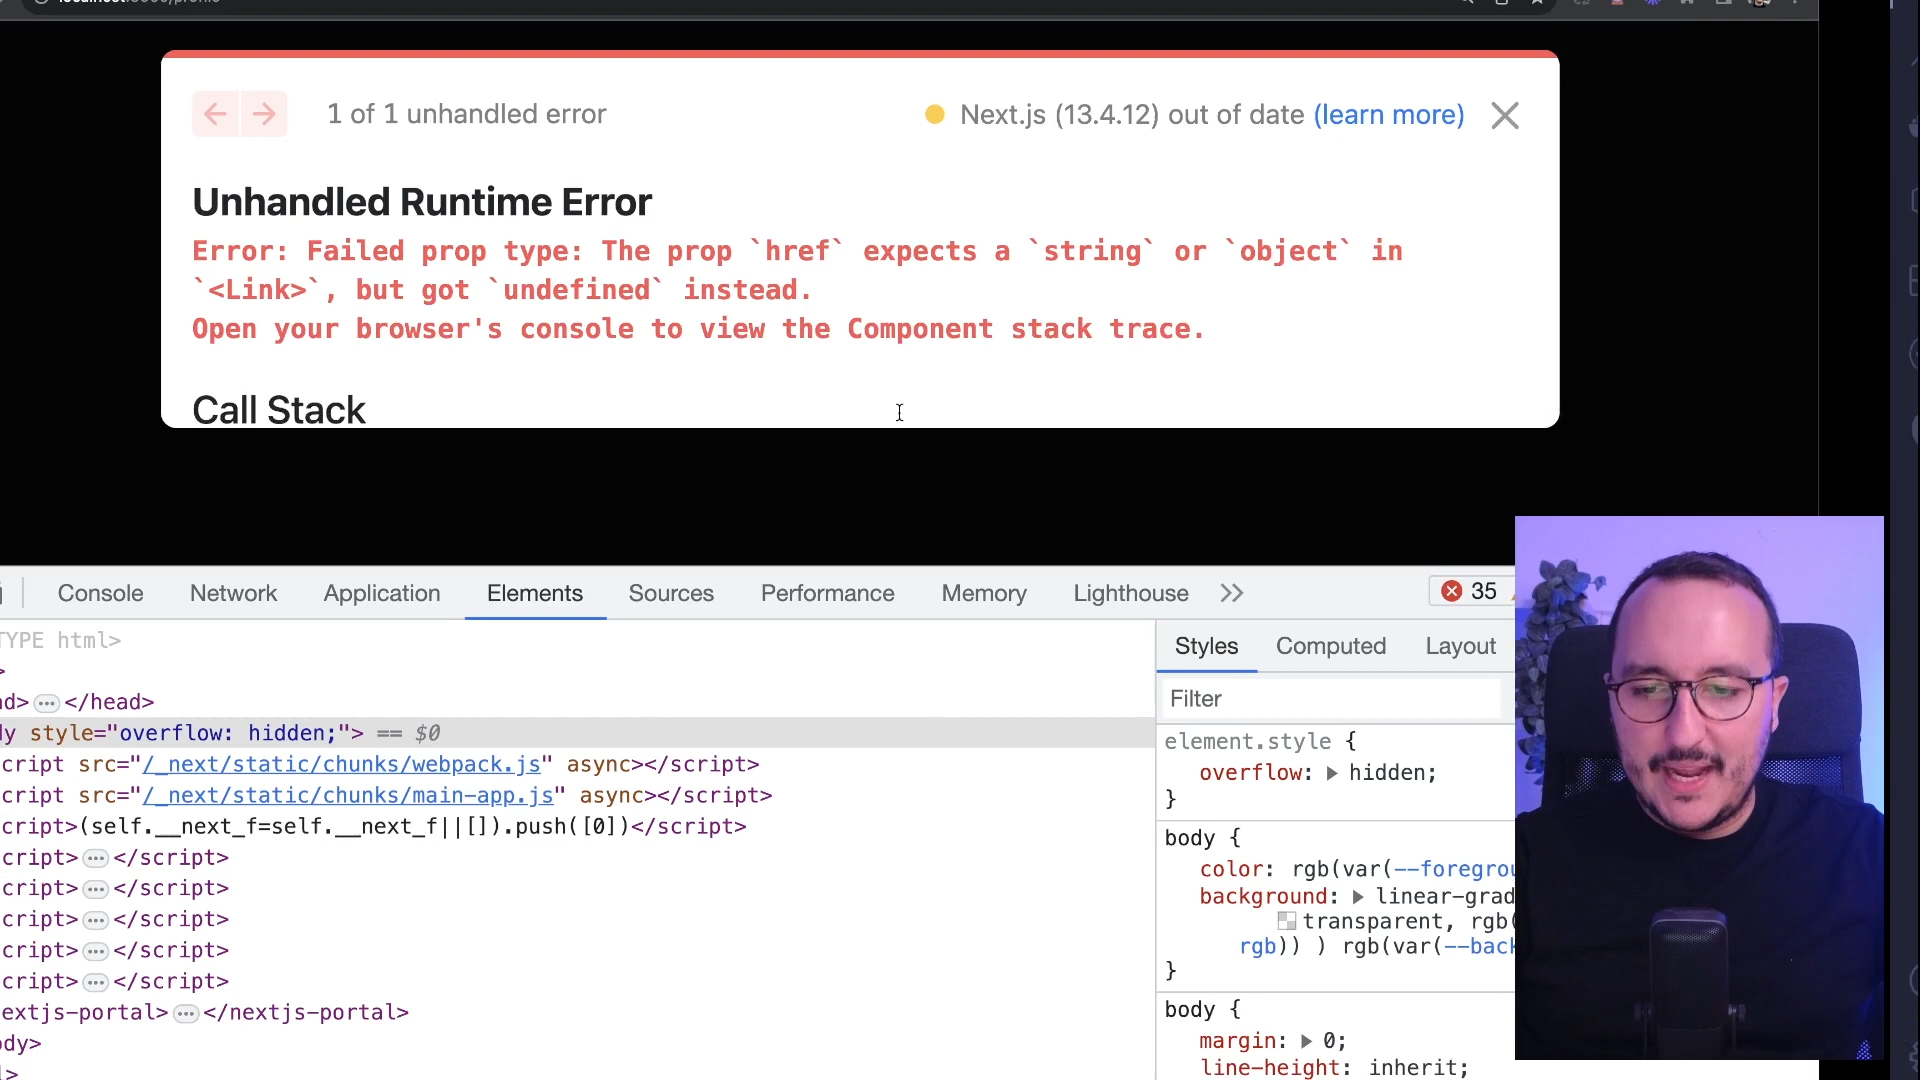 1 of 1 unhandled error
Next.js (13.4.12) out of date (learn more)
Unhandled Runtime Error
Error: Failed prop type: The prop `href` expects a `string` or `object` in
`<Link>`, but got `undefined` instead.
Open your browser's console to view the Component stack trace.
Call Stack
Console Network Application Elements Sources Performance Memory Lighthouse
35
TYPE html>
>
ad>…</head>
dy style="overflow: hidden;"> == $0
cript src="/_next/static/chunks/webpack.js" async></script>
cript src="/_next/static/chunks/main-app.js" async></script>
cript>(self.__next_f=self.__next_f||[]).push([0])</script>
cript>…</script>
cript>…</script>
cript>…</script>
cript>…</script>
cript>…</script>
extjs-portal>…</nextjs-portal>
ody>
l>
Styles Computed Layout
Filter
element.style {
overflow: hidden;
}
body {
color: rgb(var(--foregrou
background: linear-grad
transparent, rgb(
rgb)) ) rgb(var(--back
}
body {
margin: 0;
line-height: inherit;